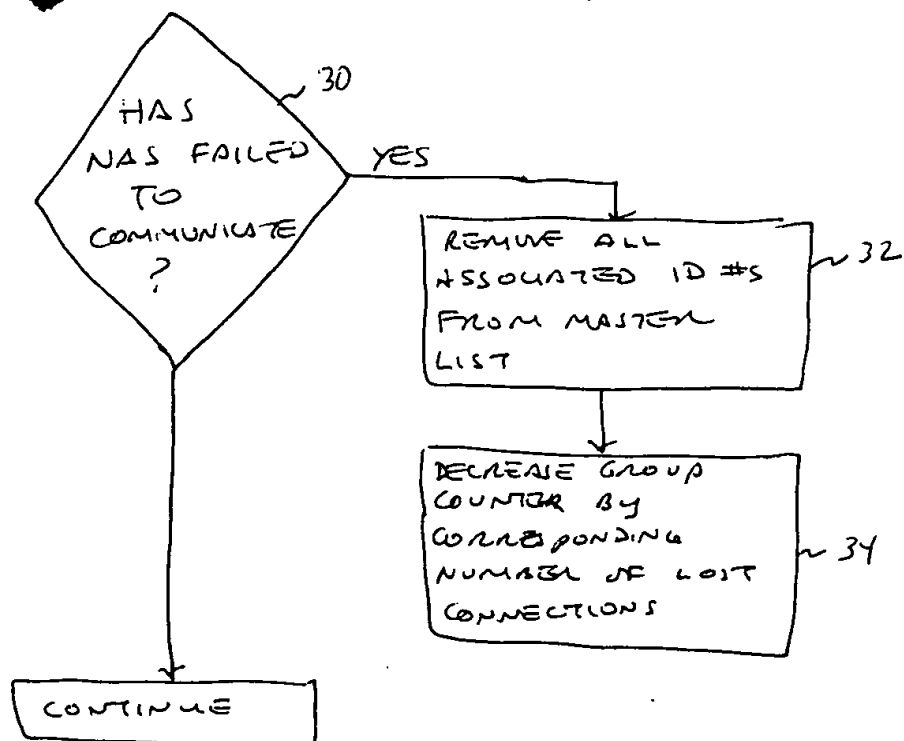 30
HAS
NAS FAILED
TO
COMMUNICATE
?
YES
REMOVE ALL
ASSOCIATED ID #S
FROM MASTER
LIST
32
DECREASE GROUP
COUNTER BY
CORRESPONDING
NUMBER OF LOST
CONNECTIONS
34
CONTINUE